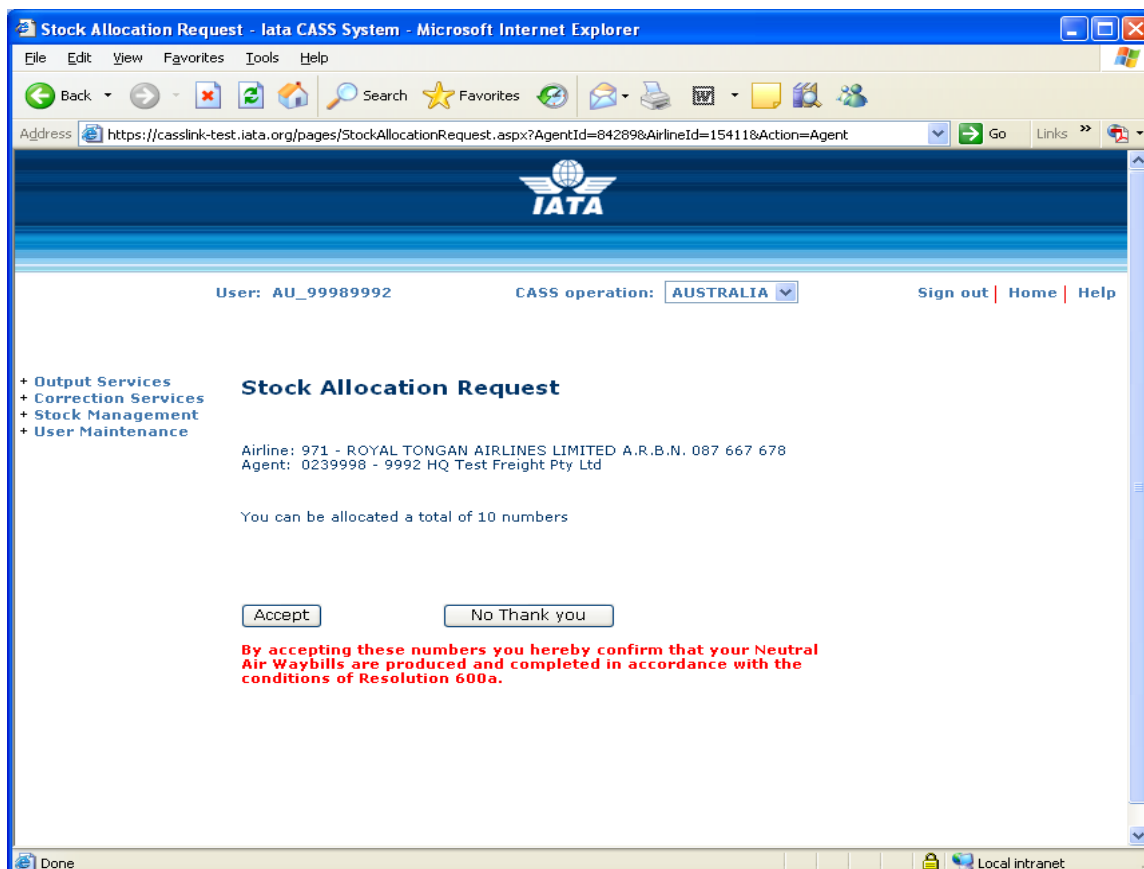 Stock Allocation Request - Iata CASS System - Microsoft Internet Explorer
File Edit View Favorites Tools Help
Back Search Favorites
Address https://casslink-test.iata.org/pages/StockAllocationRequest.aspx?AgentId=84289&AirlineId=15411&Action=Agent Go Links »
IATA
User: AU_99989992 CASS operation: AUSTRALIA Sign out | Home | Help
+ Output Services
+ Correction Services
+ Stock Management
+ User Maintenance
Stock Allocation Request
Airline: 971 - ROYAL TONGAN AIRLINES LIMITED A.R.B.N. 087 667 678
Agent: 0239998 - 9992 HQ Test Freight Pty Ltd
You can be allocated a total of 10 numbers
Accept No Thank you
By accepting these numbers you hereby confirm that your Neutral
Air Waybills are produced and completed in accordance with the
conditions of Resolution 600a.
Done Local intranet